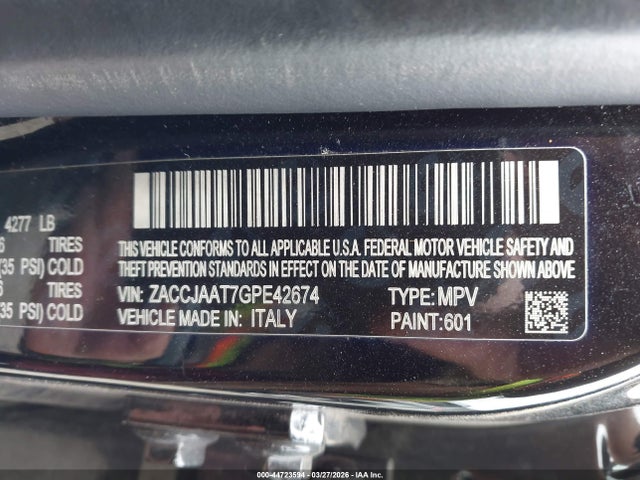 4277 LB
THIS VEHICLE CONFORMS TO ALL APPLICABLE U.S.A. FEDERAL MOTOR VEHICLE SAFETY AND
6 TIRES
THEFT PREVENTION STANDARDS IN EFFECT ON THE DATE OF MANUFACTURE SHOWN ABOVE
(35 PSI) COLD
VIN: ZACCJAAT7GPE42674 TYPE: MPV
6 TIRES
VEHICLE MADE IN: ITALY PAINT: 601
35 PSI) COLD
000-44723594 - 03/27/2026 - IAA Inc.